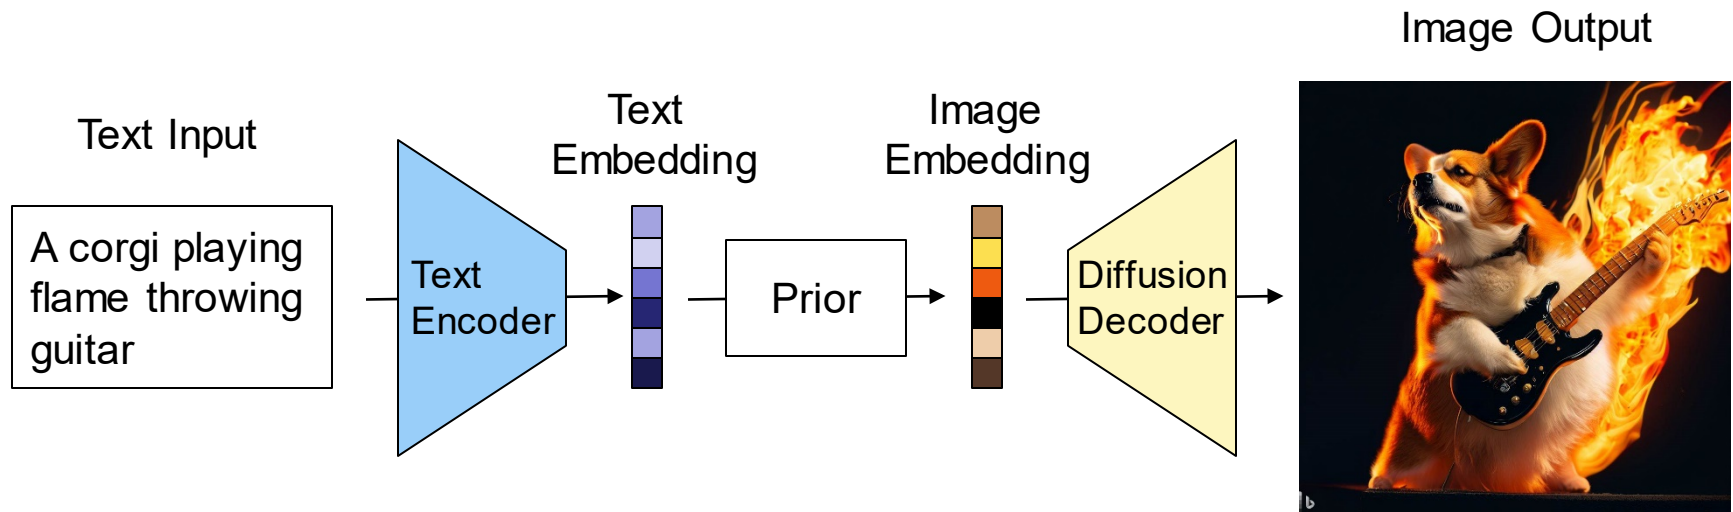 Image Output
Text Input
Text
Embedding
Image
Embedding
A corgi playing
flame throwing
guitar
Text
Encoder
Prior
Diffusion
Decoder
b